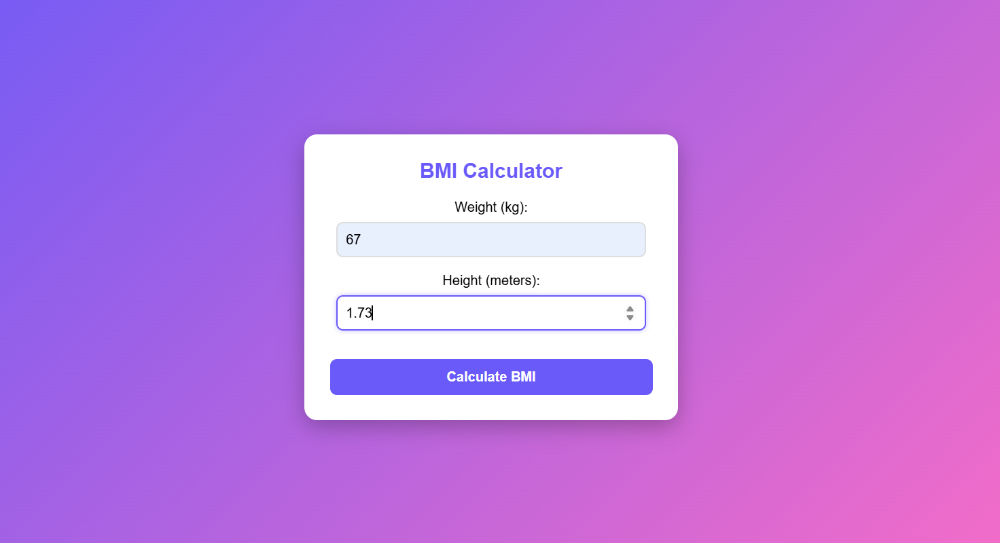 BMI Calculator
Weight (kg):
67
Height (meters):
1.73
Calculate BMI